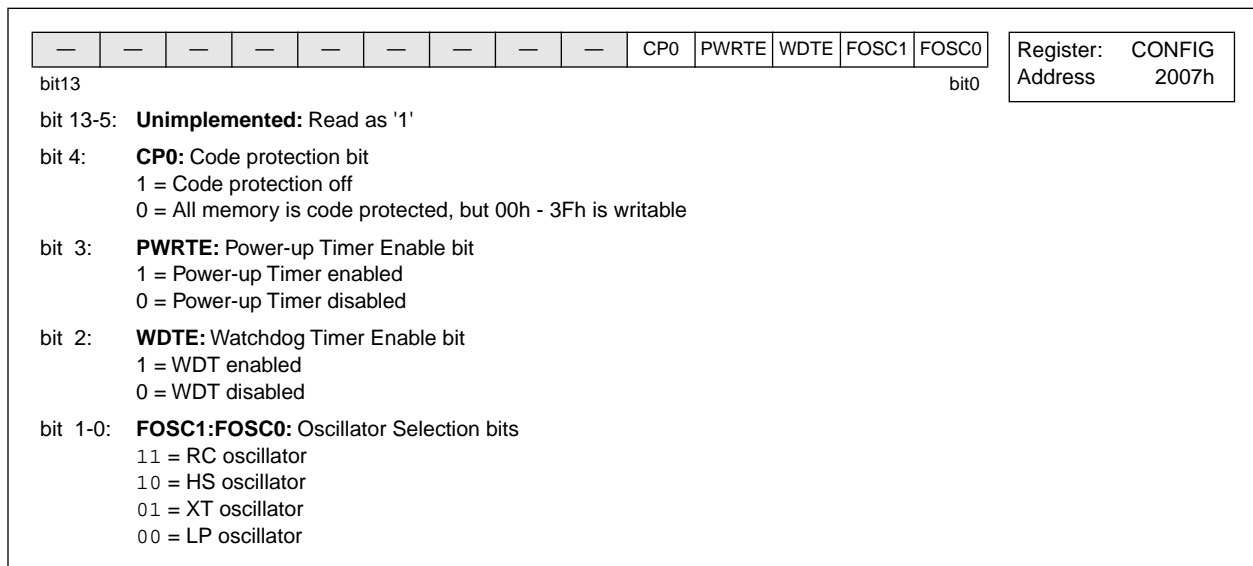 — — — — — — — — — CP0 PWRTE WDTE FOSC1 FOSC0
bit13 bit0
Register: CONFIG
Address 2007h
bit 13-5: Unimplemented: Read as '1'
bit 4: CP0: Code protection bit
1 = Code protection off
0 = All memory is code protected, but 00h - 3Fh is writable
bit 3: PWRTE: Power-up Timer Enable bit
1 = Power-up Timer enabled
0 = Power-up Timer disabled
bit 2: WDTE: Watchdog Timer Enable bit
1 = WDT enabled
0 = WDT disabled
bit 1-0: FOSC1:FOSC0: Oscillator Selection bits
11 = RC oscillator
10 = HS oscillator
01 = XT oscillator
00 = LP oscillator